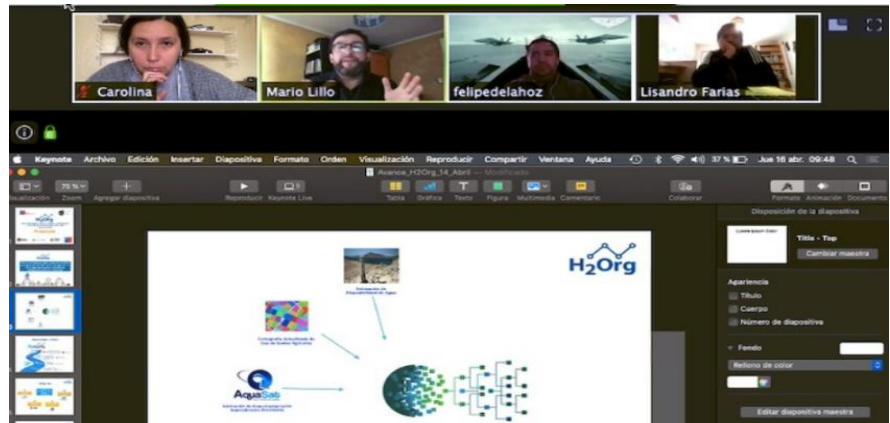 Carolina
Mario Lillo
felipedelahoz
Lisandro Farias
Keynote Archivo Edición Insertar Diapositiva Formato Orden Visualización Reproducir Compartir Ventana Ayuda 37 % Jue 16 abr. 09:48
Avance_H2Org_14_Abril — Modificado
75 %
Visualización Zoom Agregar diapositiva Reproducir Keynote Live Tabla Gráfica Texto Figura Multimedia Comentario Colaborar Formato Animación Documento
Disposición de la diapositiva
Title - Top
Cambiar maestra
Apariencia
Título
Cuerpo
Número de diapositiva
Fondo
Relleno de color
Editar diapositiva maestra
H2Org
AquaSat